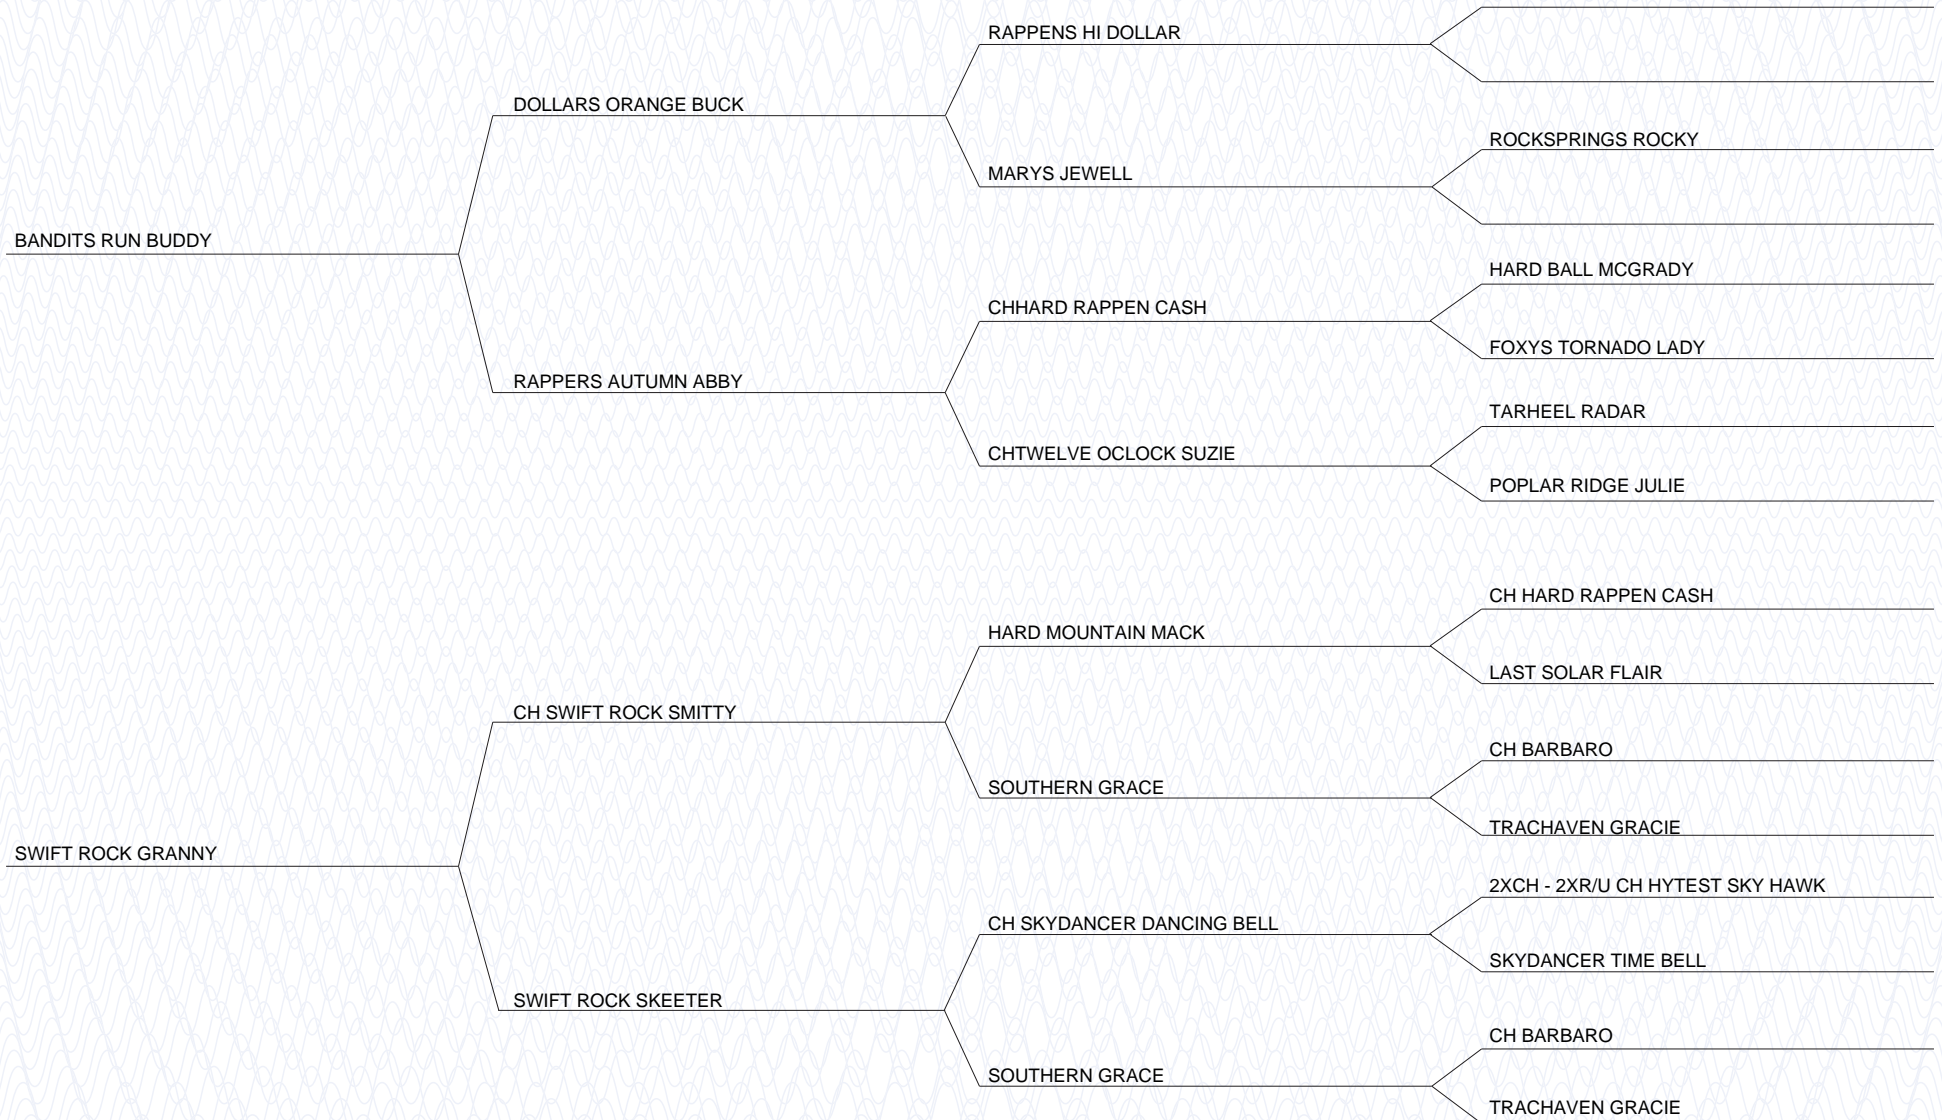 RAPPENS HI DOLLAR
DOLLARS ORANGE BUCK
ROCKSPRINGS ROCKY
MARYS JEWELL
BANDITS RUN BUDDY
HARD BALL MCGRADY
CHHARD RAPPEN CASH
FOXYS TORNADO LADY
RAPPERS AUTUMN ABBY
TARHEEL RADAR
CHTWELVE OCLOCK SUZIE
POPLAR RIDGE JULIE
CH HARD RAPPEN CASH
HARD MOUNTAIN MACK
LAST SOLAR FLAIR
CH SWIFT ROCK SMITTY
CH BARBARO
SOUTHERN GRACE
TRACHAVEN GRACIE
SWIFT ROCK GRANNY
2XCH - 2XR/U CH HYTEST SKY HAWK
CH SKYDANCER DANCING BELL
SKYDANCER TIME BELL
SWIFT ROCK SKEETER
CH BARBARO
SOUTHERN GRACE
TRACHAVEN GRACIE